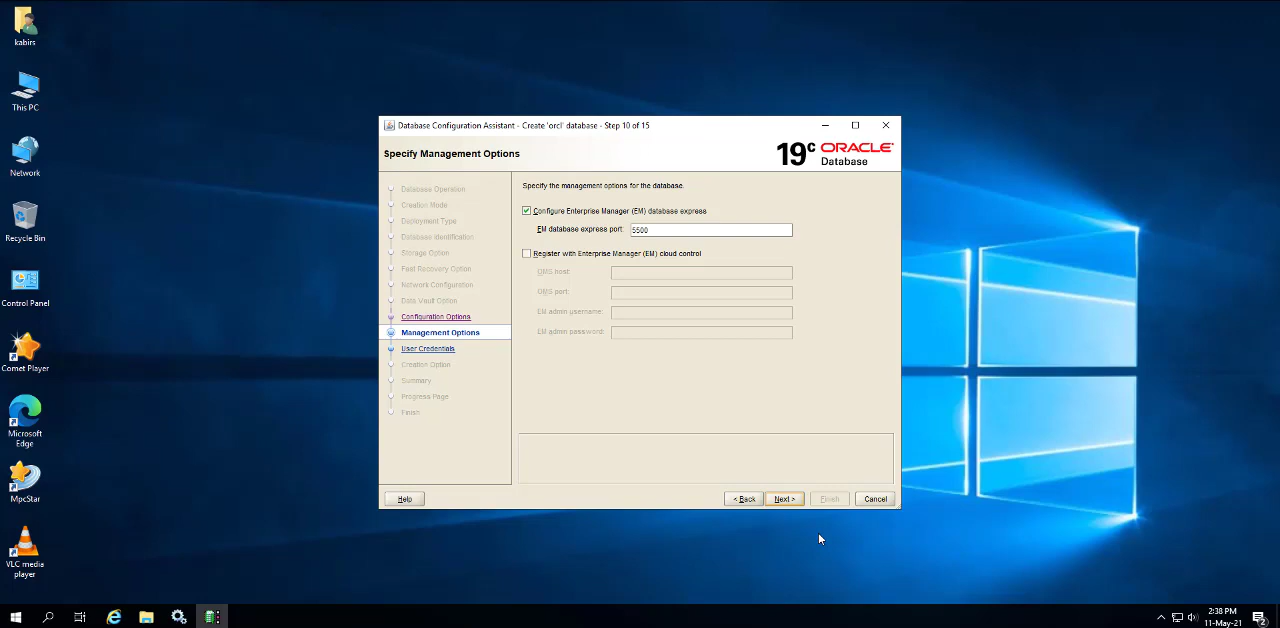 kabirs
This PC
Network
Recycle Bin
Control Panel
Comet Player
Microsoft
Edge
MpcStar
VLC media
player
Database Configuration Assistant - Create 'orcl' database - Step 10 of 15
Specify Management Options
19c ORACLE
Database
Database Operation
Creation Mode
Deployment Type
Database Identification
Storage Option
Fast Recovery Option
Network Configuration
Data Vault Option
Configuration Options
Management Options
User Credentials
Creation Option
Summary
Progress Page
Finish
Specify the management options for the database.
Configure Enterprise Manager (EM) database express
EM database express port: 5500
Register with Enterprise Manager (EM) cloud control
OMS host:
OMS port:
EM admin username:
EM admin password:
Help
< Back
Next >
Finish
Cancel
2:38 PM
11-May-21
2